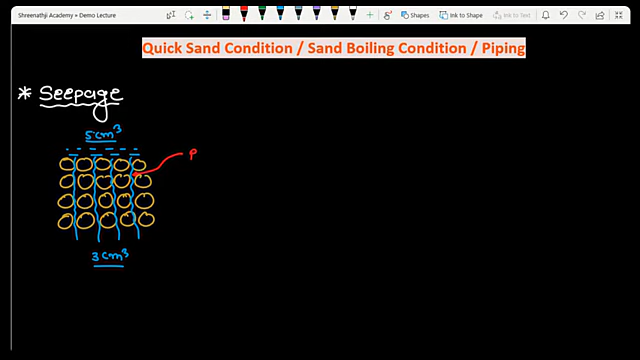 Shreenathji Academy » Demo Lecture
Shapes
Ink to Shape
Ink to Text
Quick Sand Condition / Sand Boiling Condition / Piping
* Seepage
5 cm³
P
3 cm³